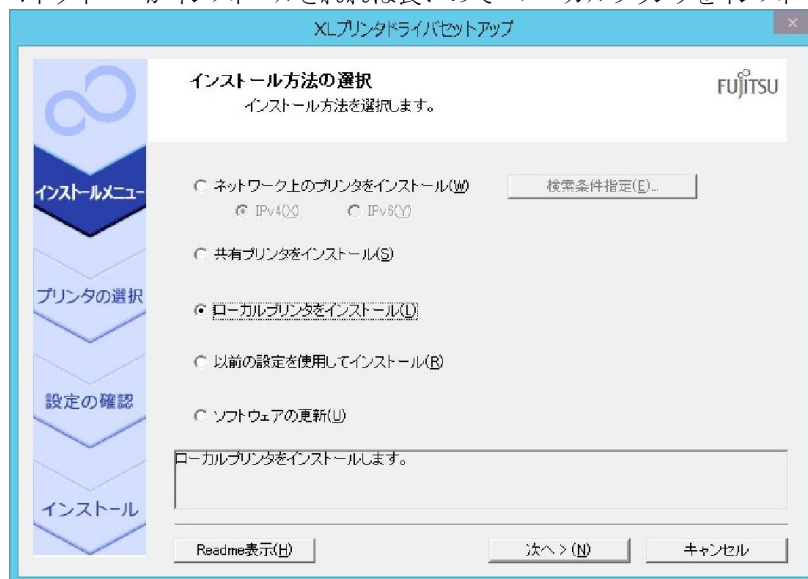 XLプリンタドライバセットアップ
インストール方法の選択
インストール方法を選択します。
FUJITSU
インストールメニュー
プリンタの選択
設定の確認
インストール
ネットワーク上のプリンタをインストール(W)
検索条件指定(E)...
IPv4(X)
IPv6(Y)
共有プリンタをインストール(S)
ローカルプリンタをインストール(L)
以前の設定を使用してインストール(R)
ソフトウェアの更新(U)
ローカルプリンタをインストールします。
Readme表示(H)
次へ > (N)
キャンセル